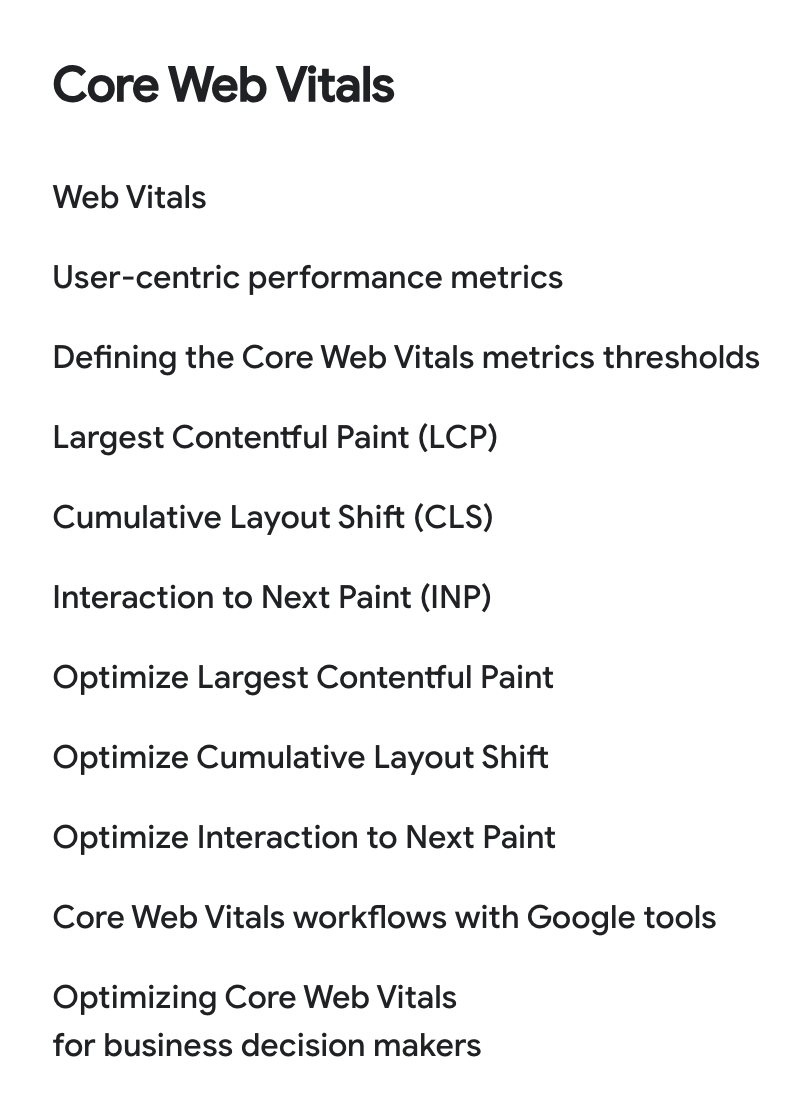 Core Web Vitals
Web Vitals
User-centric performance metrics
Defining the Core Web Vitals metrics thresholds
Largest Contentful Paint (LCP)
Cumulative Layout Shift (CLS)
Interaction to Next Paint (INP)
Optimize Largest Contentful Paint
Optimize Cumulative Layout Shift
Optimize Interaction to Next Paint
Core Web Vitals workflows with Google tools
Optimizing Core Web Vitals
for business decision makers